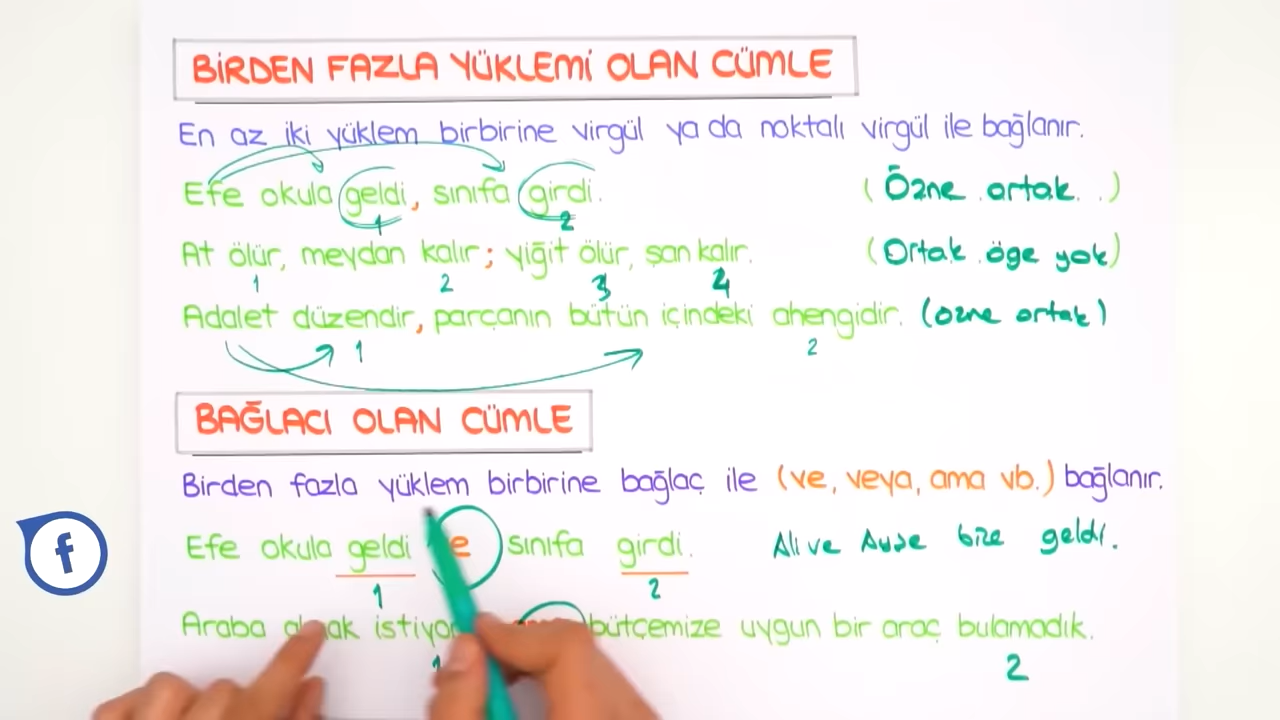 BİRDEN FAZLA YÜKLEMİ OLAN CÜMLE
En az iki yüklem birbirine virgül ya da noktalı virgül ile bağlanır.
Efe okula geldi, sınıfa girdi. (Özne ortak)
1 2
At ölür, meydan kalır; yiğit ölür, şan kalır. (Ortak öge yok)
1 2 3 4
Adalet düzendir, parçanın bütün içindeki ahengidir. (özne ortak)
1 2
BAĞLACI OLAN CÜMLE
Birden fazla yüklem birbirine bağlaç ile (ve, veya, ama vb.) bağlanır.
f
Efe okula geldi sınıfa girdi. Ali ve Ayşe bize geldi.
1 2
Araba bütçemize uygun bir araç bulamadık.
2